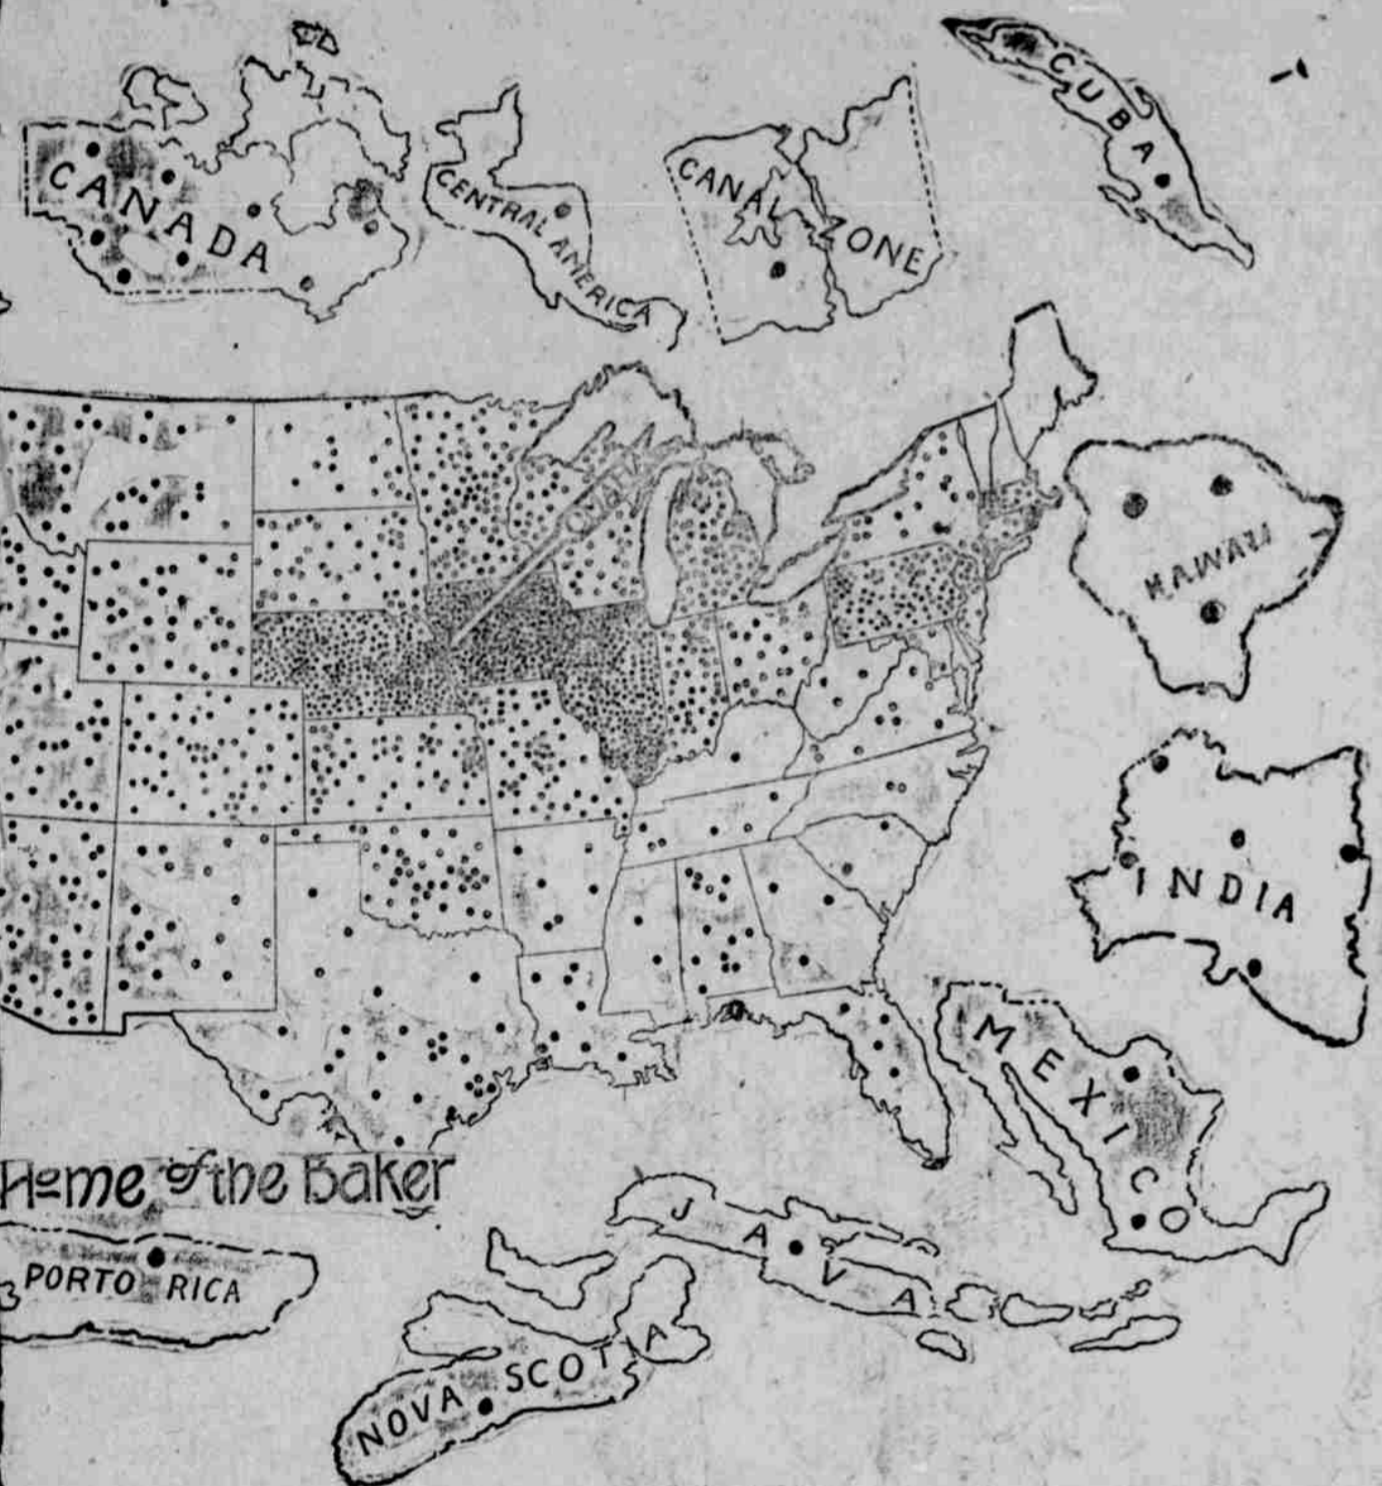 CANADA
CENTRAL AMERICA
CANAL ZONE
CUBA
OMAHA
HAWAII
INDIA
MEXICO
Home of the Baker
PORTO RICA
JAVA
NOVA SCOTIA